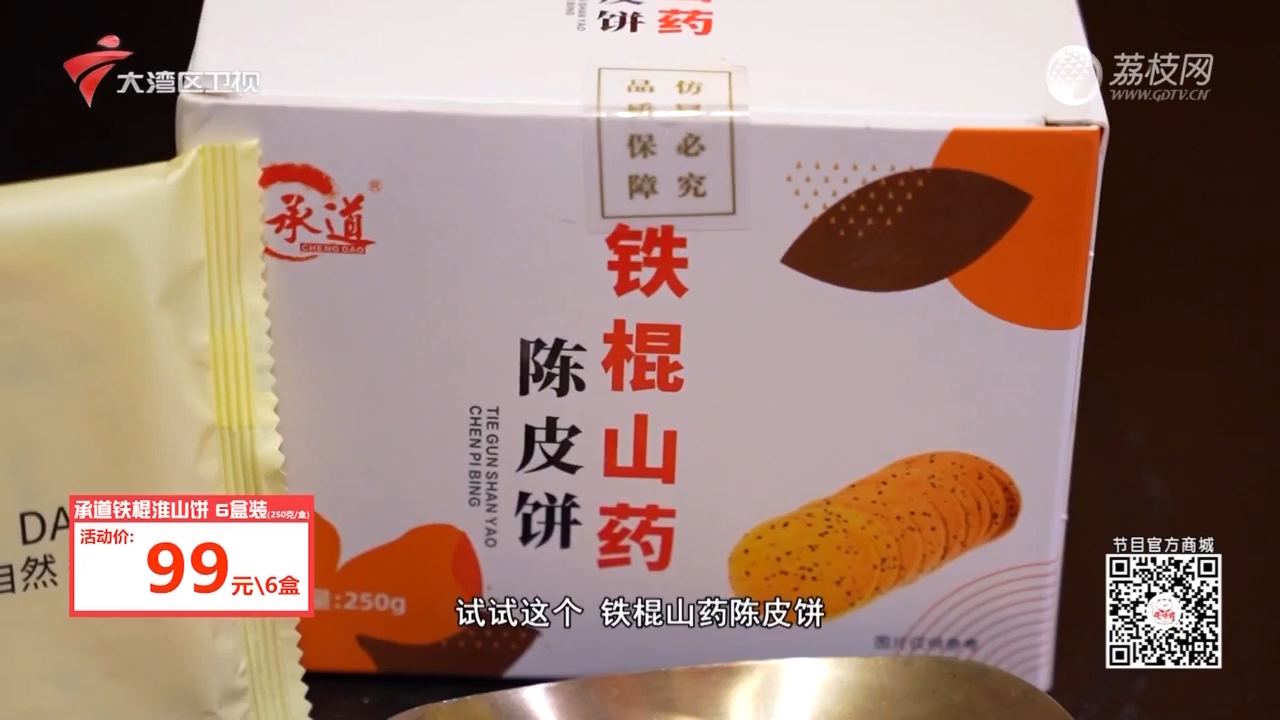 大湾区卫视
荔枝网
WWW.GDTV.CN
山药
饼
仿冒必究
品质保障
承道®
CHENG DAO
铁棍山药
陈皮饼
TIE GUN SHAN YAO
CHEN PI BING
DA
自然
承道铁棍淮山饼 6盒装(250克/盒)
活动价:
99元\6盒
量:250g
试试这个 铁棍山药陈皮饼
图片仅供参考
节目官方商城